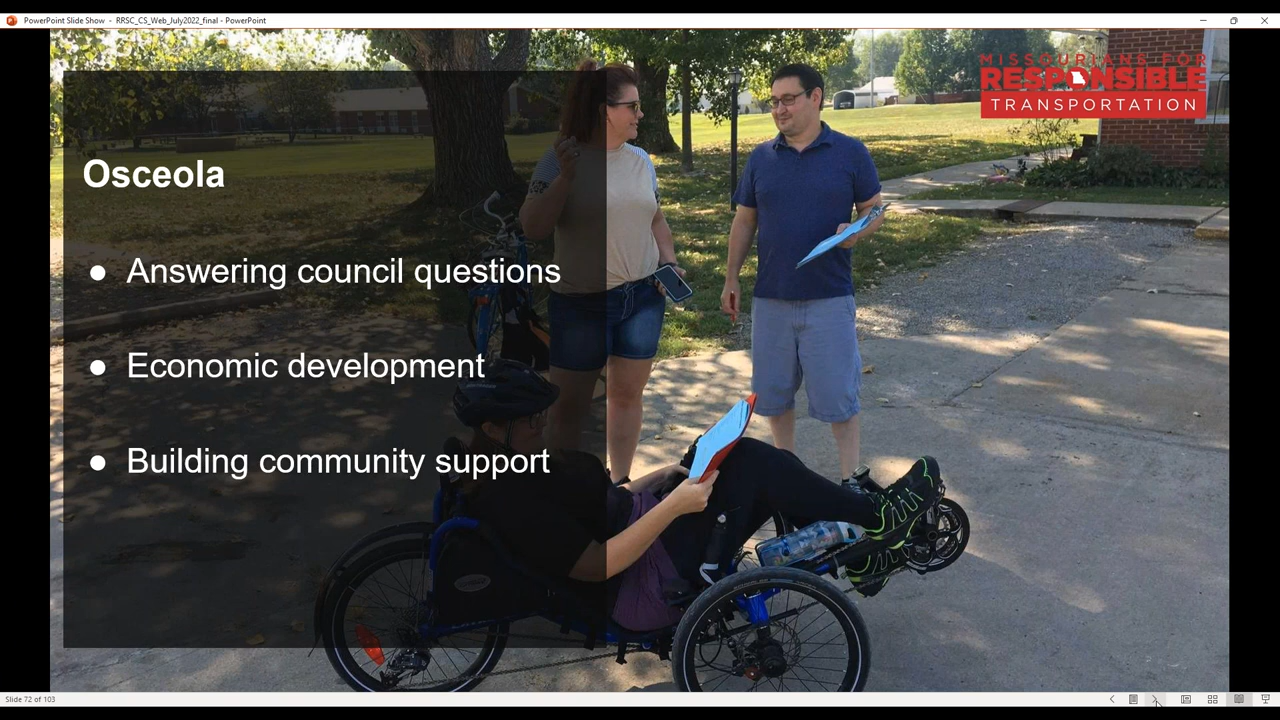 PowerPoint Slide Show - RRSC_CS_Web_July2022_final - PowerPoint
MISSOURIANS FOR
RESPONSIBLE
TRANSPORTATION
Osceola
● Answering council questions
● Economic development
● Building community support
Slide 72 of 103